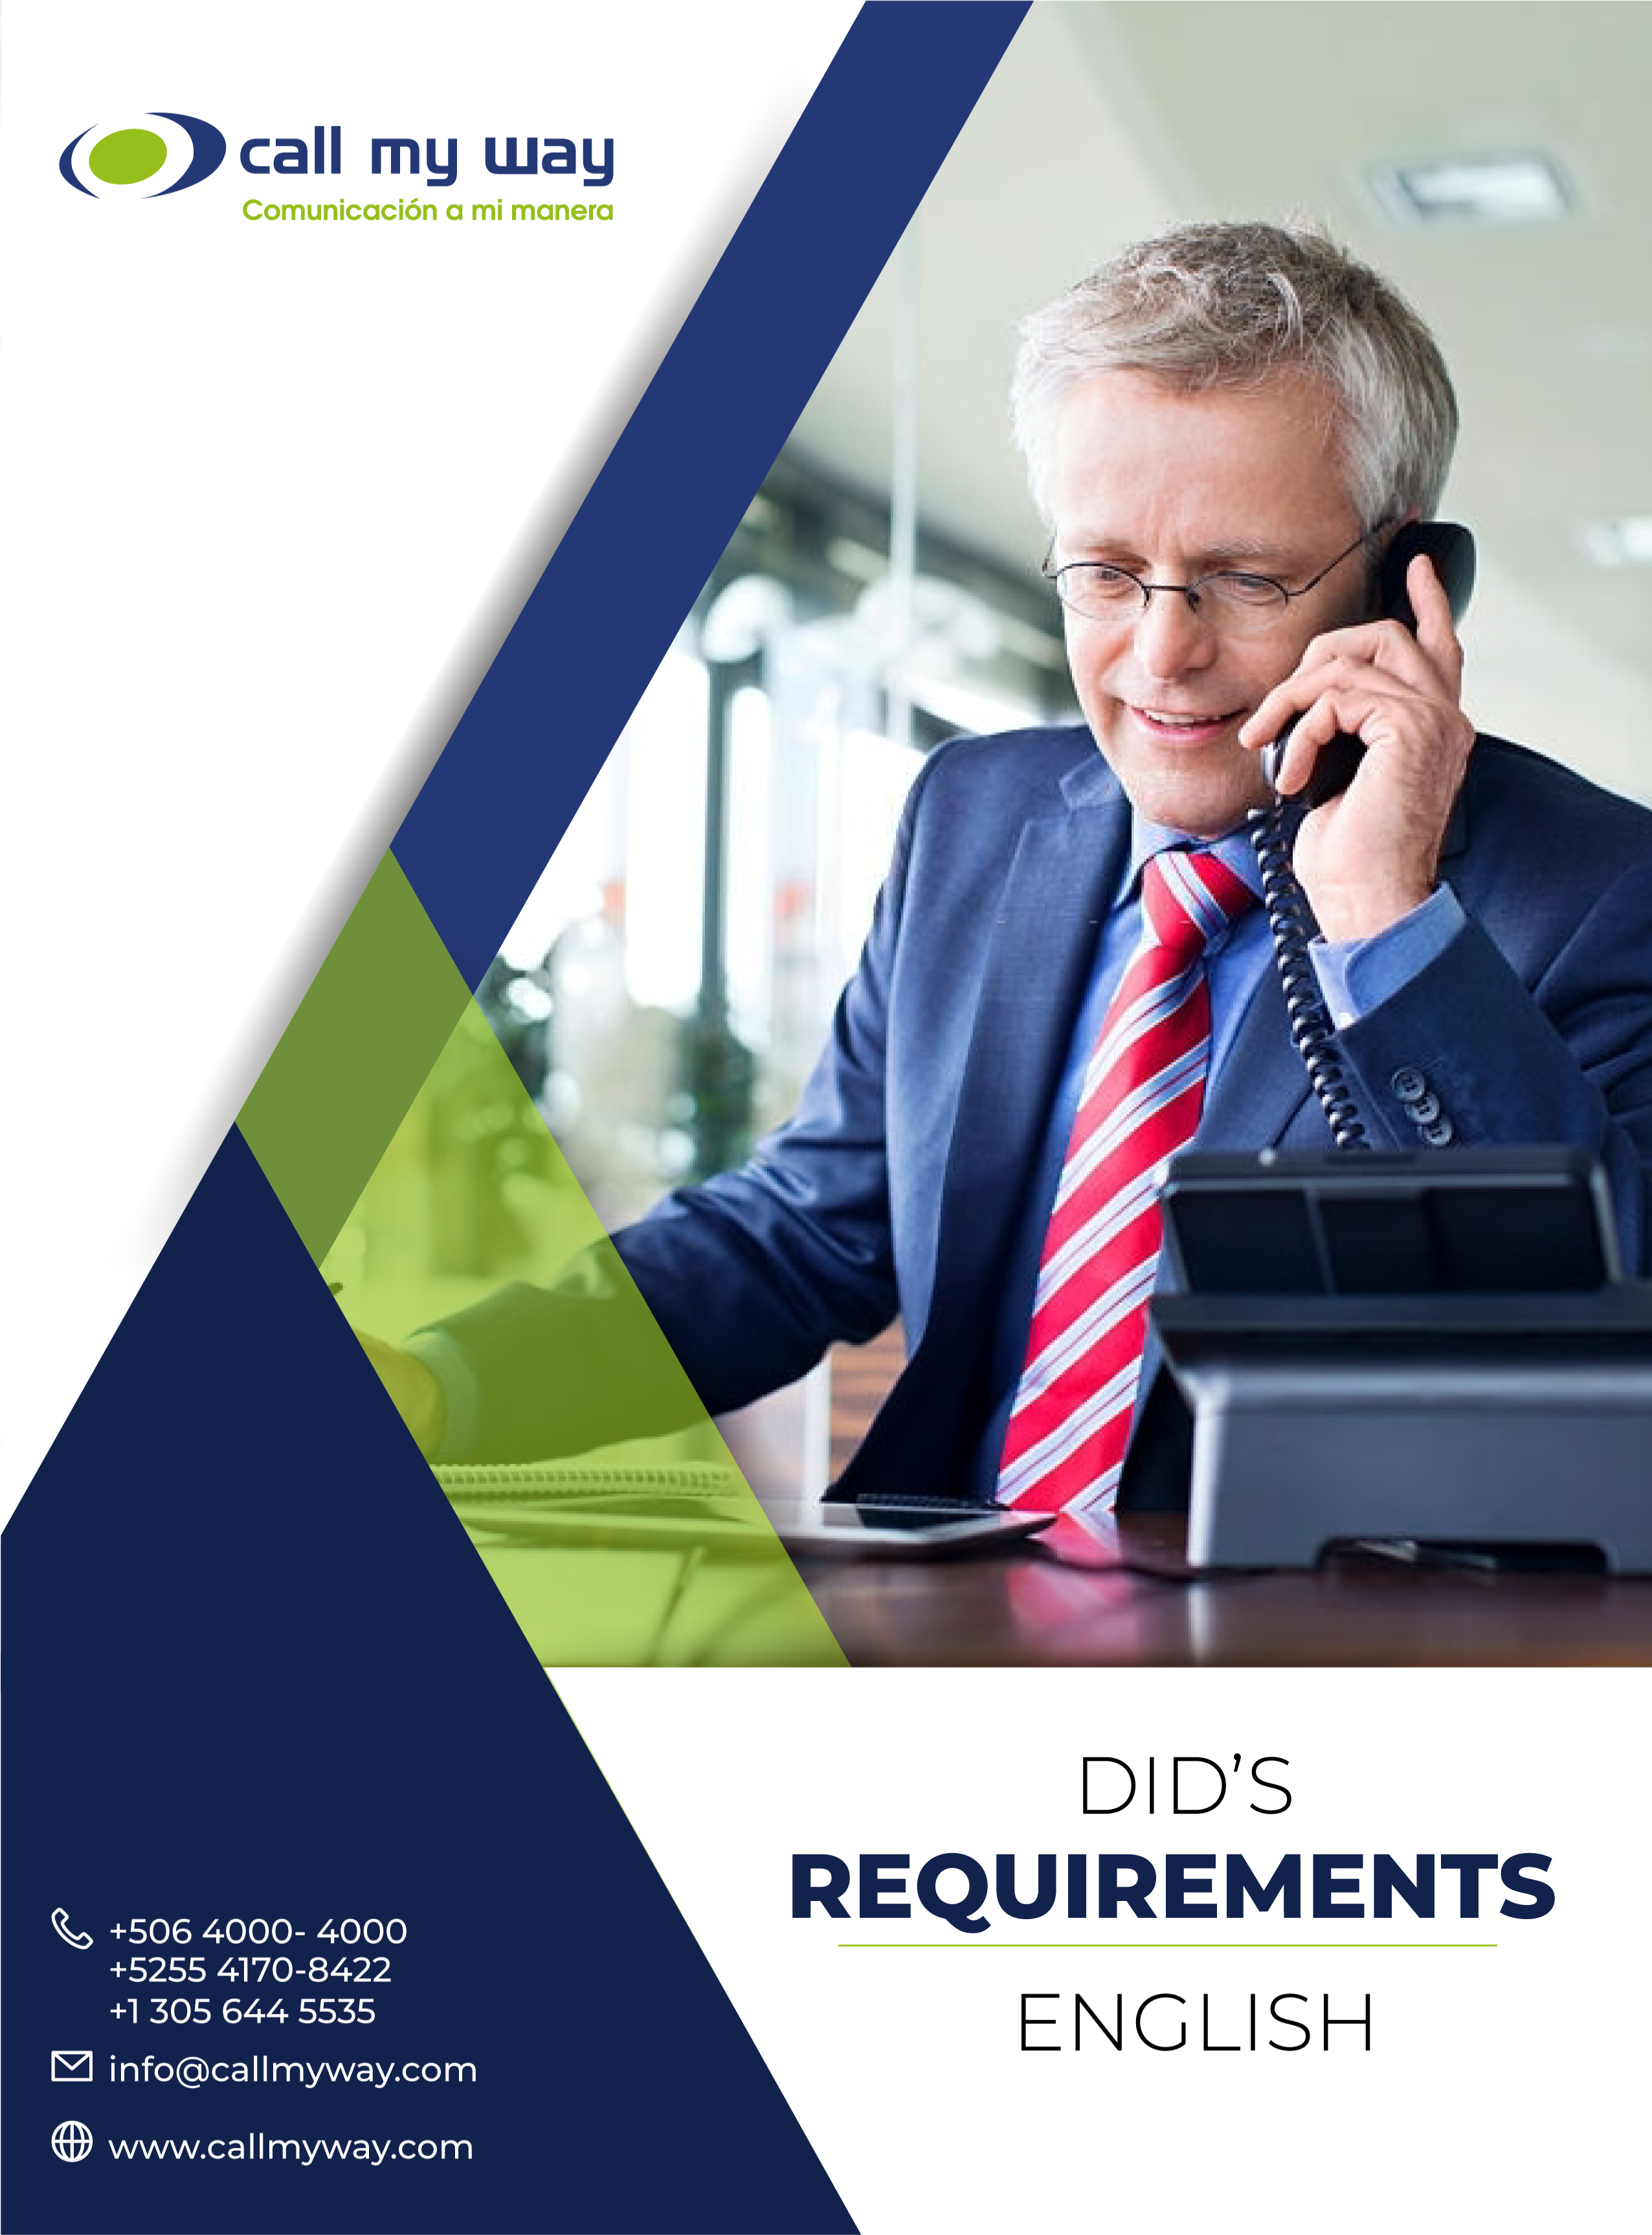 call my way
Comunicación a mi manera
DID'S
REQUIREMENTS
ENGLISH
+506 4000- 4000
+5255 4170-8422
+1 305 644 5535
info@callmyway.com
www.callmyway.com